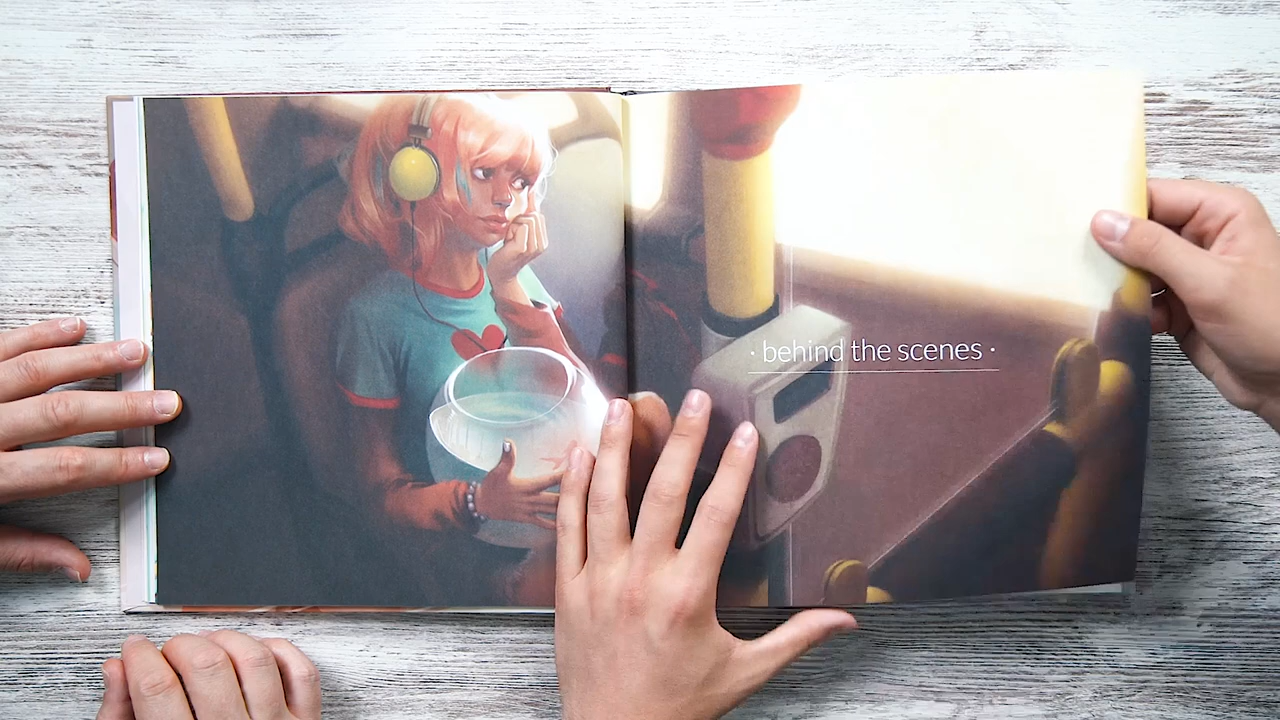 · behind the scenes ·